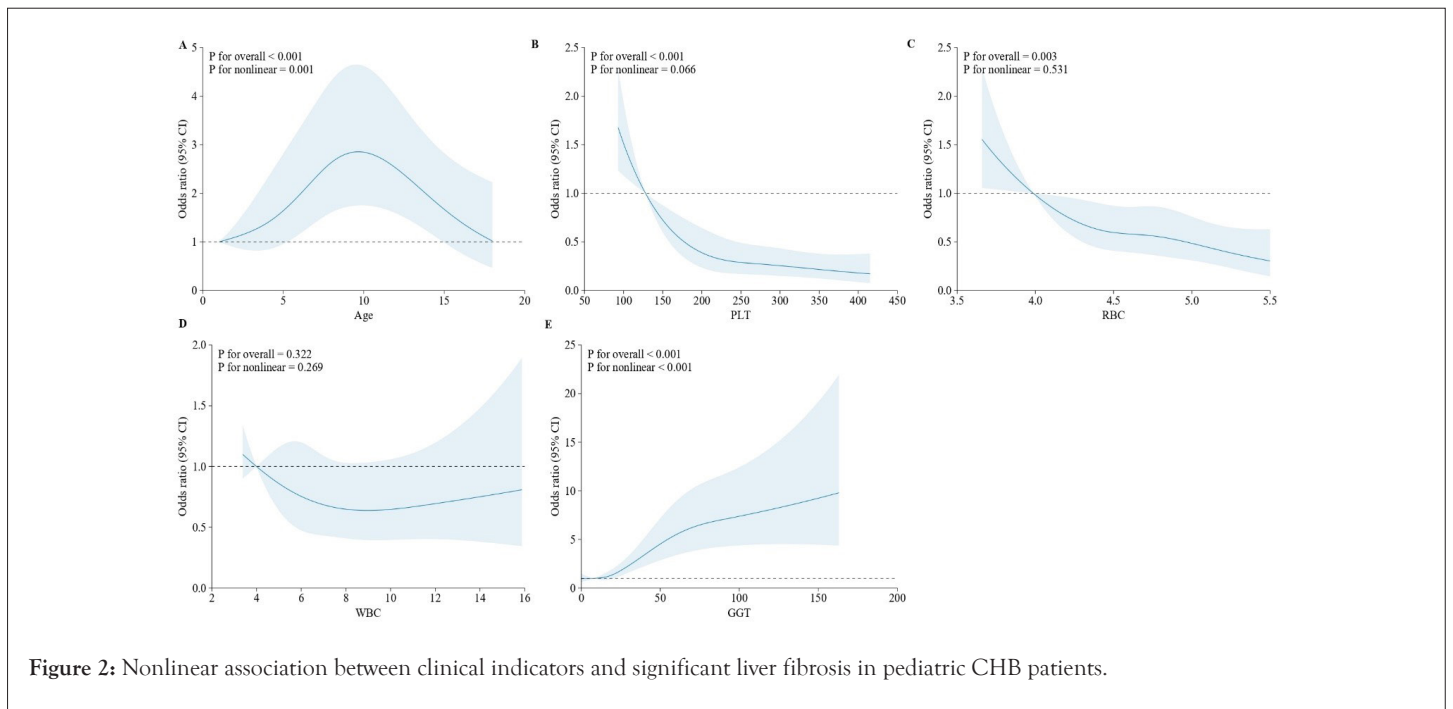 A
P for overall < 0.001
P for nonlinear = 0.001
Odds ratio (95% CI)
5
4
3
2
1
0
0 5 10 15 20
Age
B
P for overall < 0.001
P for nonlinear = 0.066
Odds ratio (95% CI)
2.5
2.0
1.5
1.0
0.5
0.0
50 100 150 200 250 300 350 400 450
PLT
C
P for overall = 0.003
P for nonlinear = 0.531
Odds ratio (95% CI)
2.5
2.0
1.5
1.0
0.5
0.0
3.5 4.0 4.5 5.0 5.5
RBC
D
P for overall = 0.322
P for nonlinear = 0.269
Odds ratio (95% CI)
2.0
1.5
1.0
0.5
0.0
2 4 6 8 10 12 14 16
WBC
E
P for overall < 0.001
P for nonlinear < 0.001
Odds ratio (95% CI)
25
20
15
10
5
0
0 50 100 150 200
GGT
Figure 2: Nonlinear association between clinical indicators and significant liver fibrosis in pediatric CHB patients.